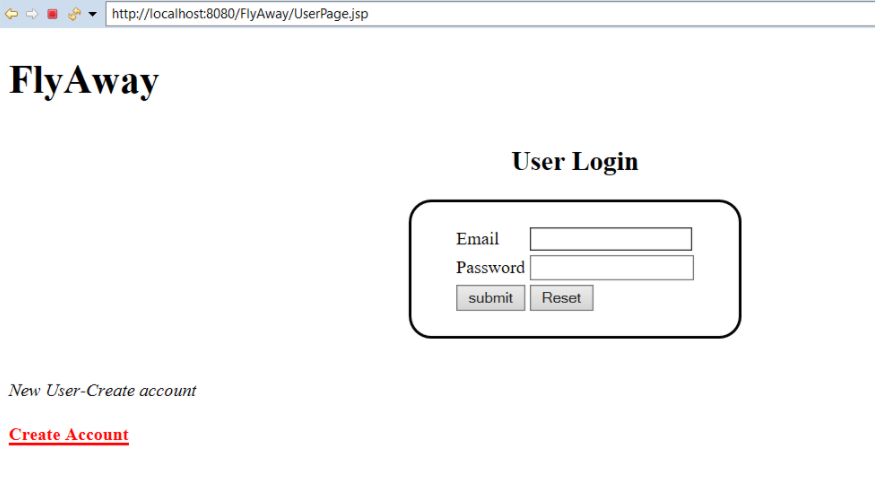 http://localhost:8080/FlyAway/UserPage.jsp
FlyAway
User Login
Email
Password
submit Reset
New User-Create account
Create Account